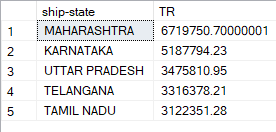 ship-state TR
1 MAHARASHTRA 6719750.70000001
2 KARNATAKA 5187794.23
3 UTTAR PRADESH 3475810.95
4 TELANGANA 3316378.21
5 TAMIL NADU 3122351.28